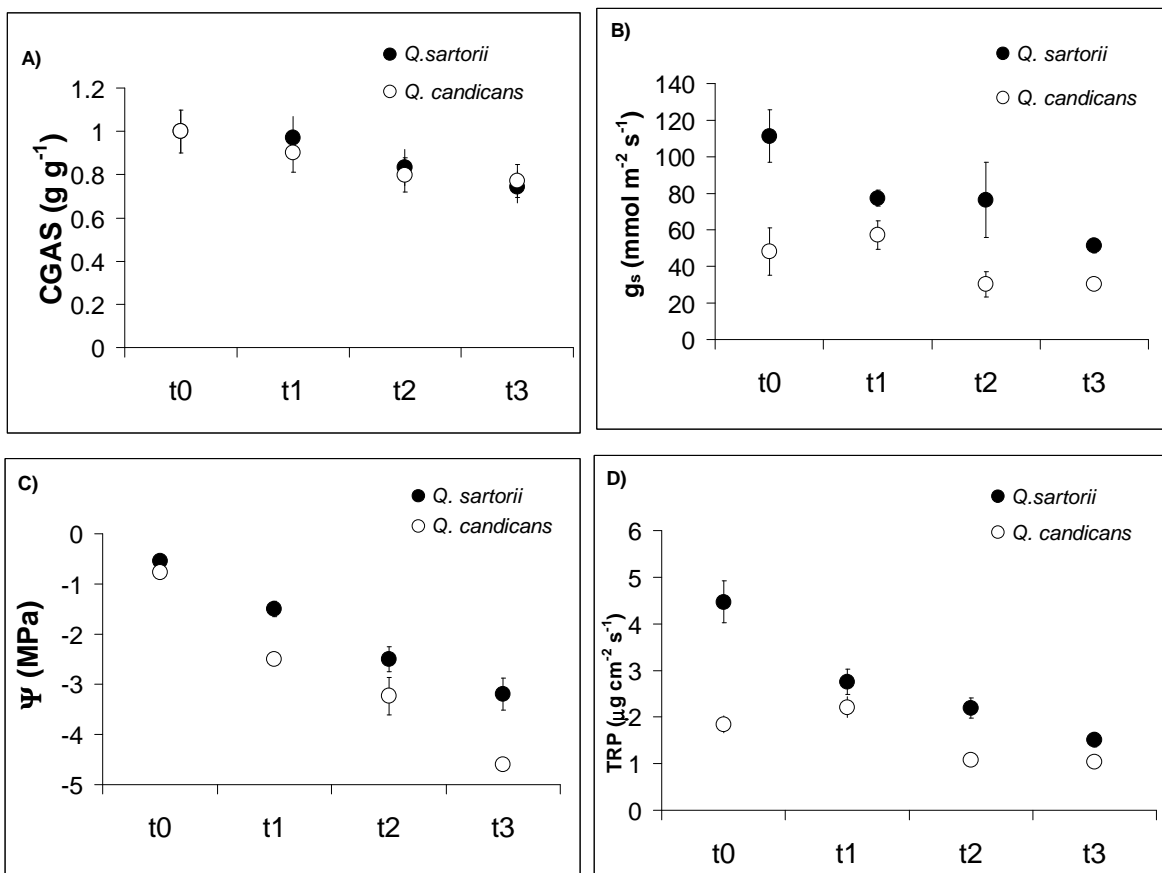 A)
Q.sartorii
Q. candicans
CGAS (g g-1)
1.2
1
0.8
0.6
0.4
0.2
0
t0 t1 t2 t3
B)
Q. sartorii
Q. candicans
gs (mmol m-2 s-1)
140
120
100
80
60
40
20
0
t0 t1 t2 t3
C)
Q. sartorii
Q. candicans
Ψ (MPa)
0
-1
-2
-3
-4
-5
t0 t1 t2 t3
D)
Q.sartorii
Q. candicans
TRP (μg cm-2 s-1)
6
5
4
3
2
1
0
t0 t1 t2 t3